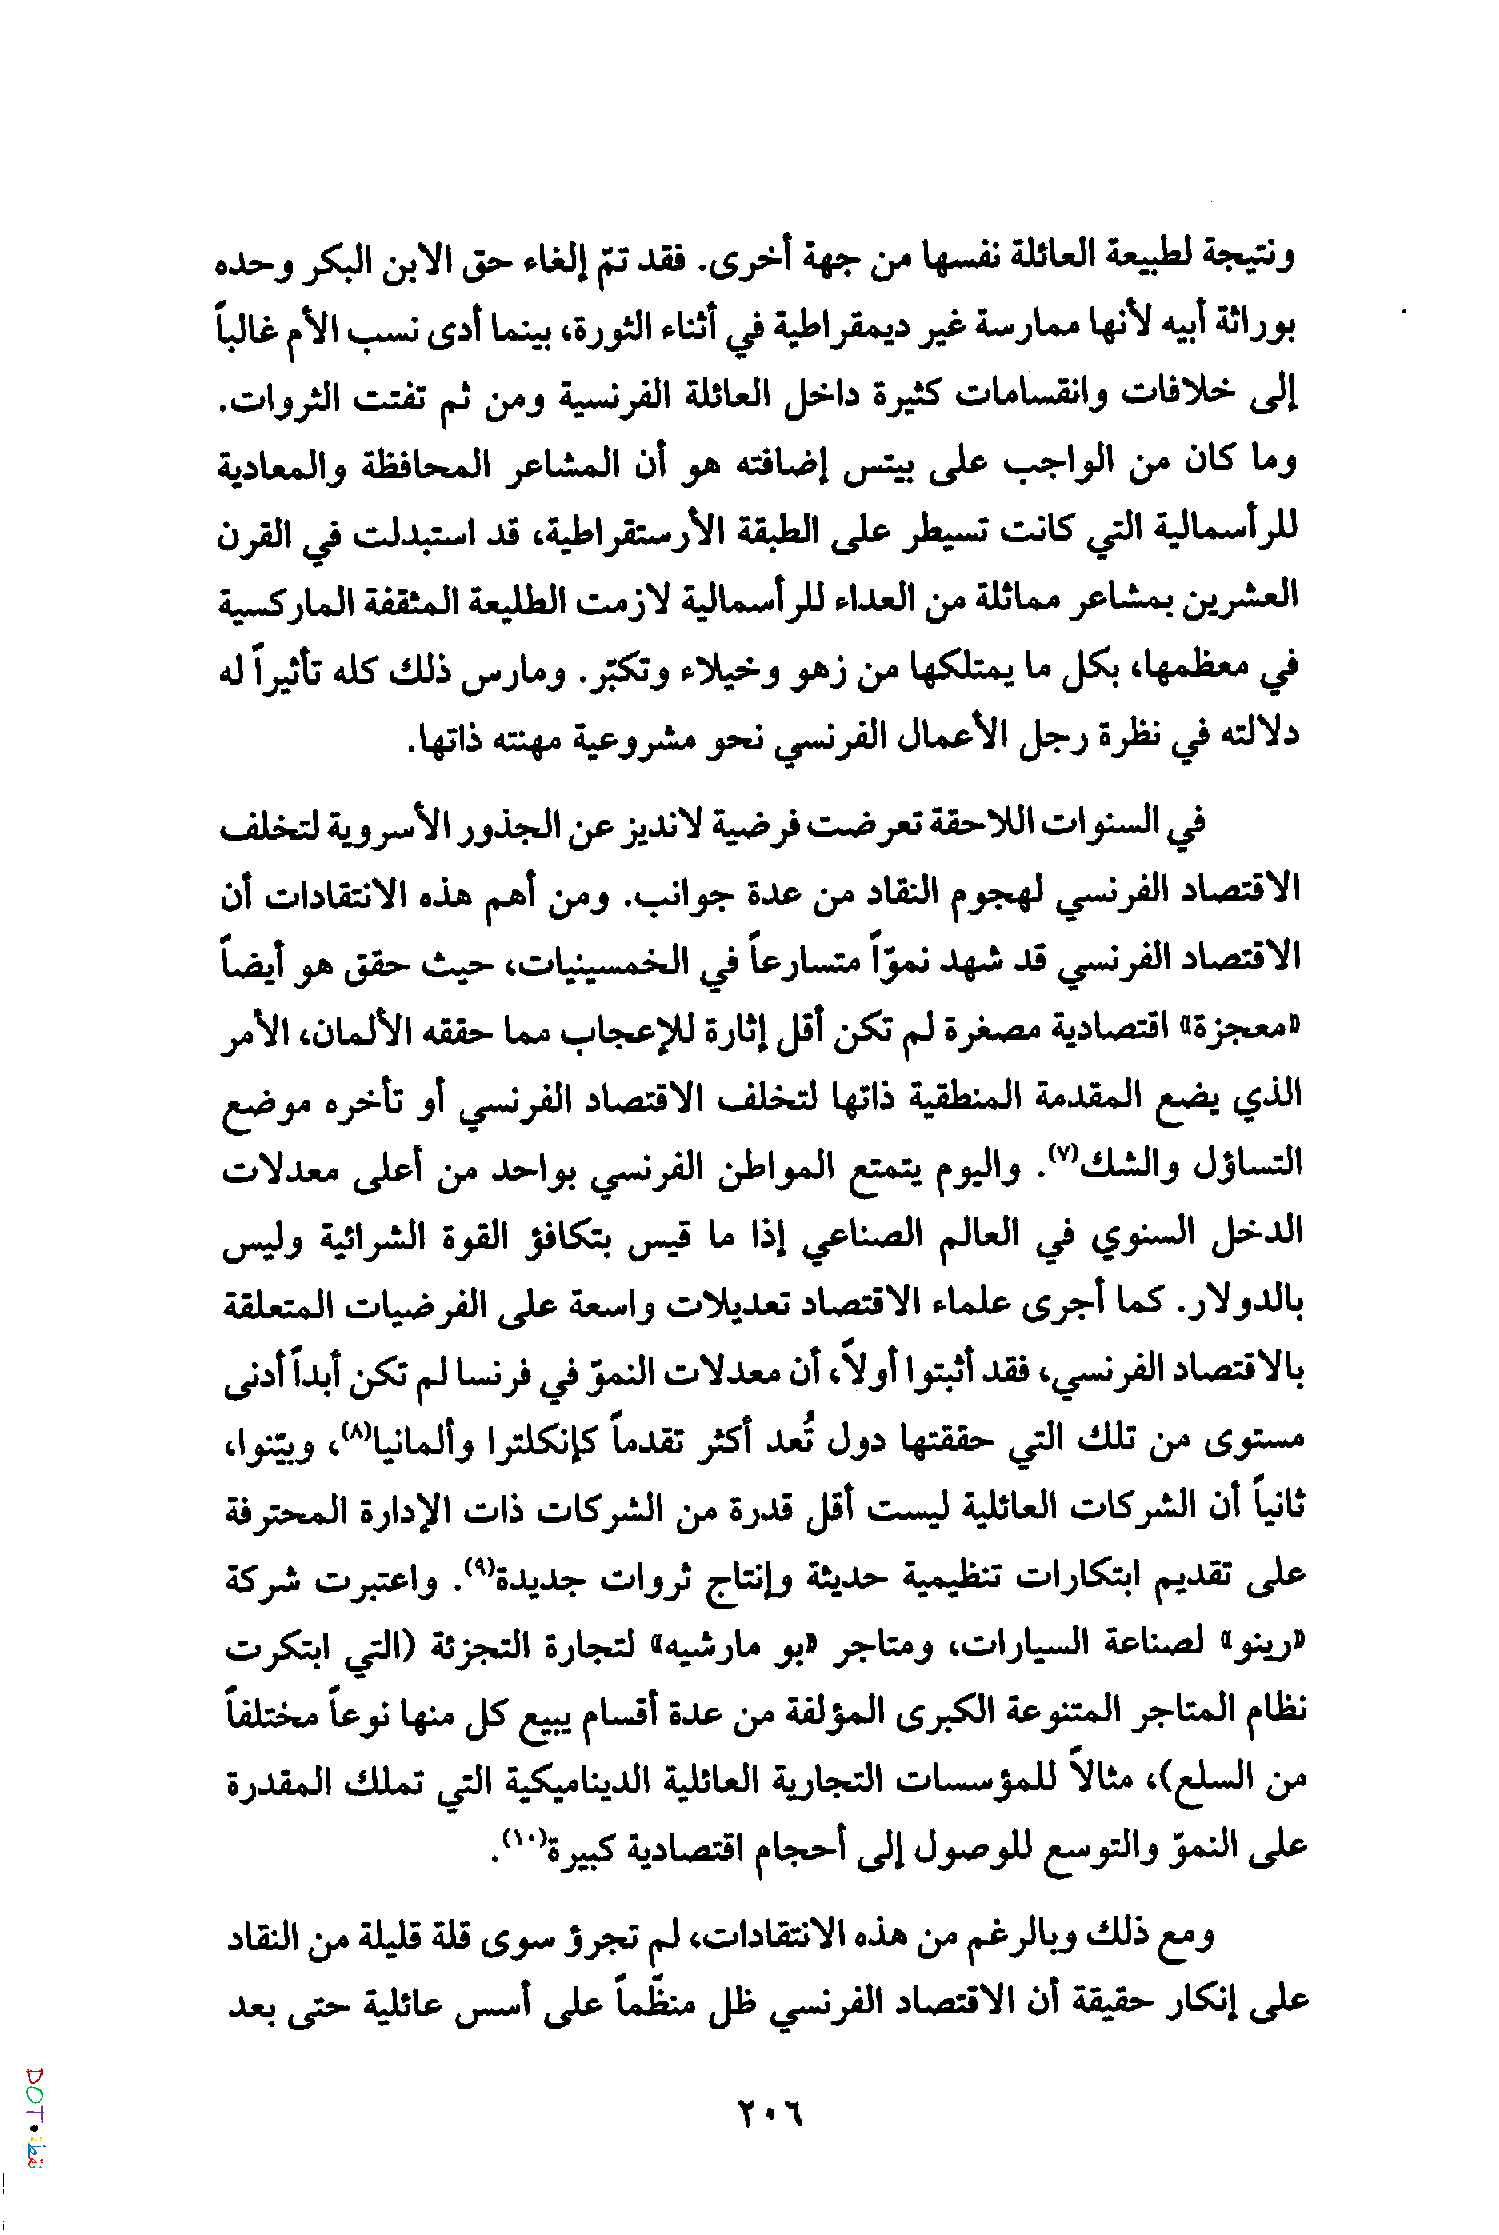 ونتيجة لطبيعة العائلة نفسها من جهة أخرى. فقد تمّ إلغاء حق الابن البكر وحده
بوراثة أبيه لأنها ممارسة غير ديمقراطية في أثناء الثورة، بينما أدى نسب الأم غالباً
إلى خلافات وانقسامات كثيرة داخل العائلة الفرنسية ومن ثم تفتت الثروات.
وما كان من الواجب على بيتس إضافته هو أن المشاعر المحافظة والمعادية
للرأسمالية التي كانت تسيطر على الطبقة الأرستقراطية، قد استبدلت في القرن
العشرين بمشاعر مماثلة من العداء للرأسمالية لازمت الطليعة المثقفة الماركسية
في معظمها، بكل ما يمتلكها من زهو وخيلاء وتكبّر. ومارس ذلك كله تأثيراً له
دلالته في نظرة رجل الأعمال الفرنسي نحو مشروعية مهنته ذاتها.
في السنوات اللاحقة تعرضت فرضية لانديز عن الجذور الأسروية لتخلف
الاقتصاد الفرنسي لهجوم النقاد من عدة جوانب. ومن أهم هذه الانتقادات أن
الاقتصاد الفرنسي قد شهد نموّاً متسارعاً في الخمسينيات، حيث حقق هو أيضاً
«معجزة» اقتصادية مصغرة لم تكن أقل إثارة للإعجاب مما حققه الألمان، الأمر
الذي يضع المقدمة المنطقية ذاتها لتخلف الاقتصاد الفرنسي أو تأخره موضع
التساؤل والشك(٧). واليوم يتمتع المواطن الفرنسي بواحد من أعلى معدلات
الدخل السنوي في العالم الصناعي إذا ما قيس بتكافؤ القوة الشرائية وليس
بالدولار. كما أجرى علماء الاقتصاد تعديلات واسعة على الفرضيات المتعلقة
بالاقتصاد الفرنسي، فقد أثبتوا أولاً، أن معدلات النموّ في فرنسا لم تكن أبداً أدنى
مستوى من تلك التي حققتها دول تُعد أكثر تقدماً كإنكلترا وألمانيا(٨)، وبيّنوا،
ثانياً أن الشركات العائلية ليست أقل قدرة من الشركات ذات الإدارة المحترفة
على تقديم ابتكارات تنظيمية حديثة وإنتاج ثروات جديدة(٩). واعتبرت شركة
«رينو» لصناعة السيارات، ومتاجر «بو مارشيه» لتجارة التجزئة (التي ابتكرت
نظام المتاجر المتنوعة الكبرى المؤلفة من عدة أقسام يبيع كل منها نوعاً مختلفاً
من السلع)، مثالاً للمؤسسات التجارية العائلية الديناميكية التي تملك المقدرة
على النموّ والتوسع للوصول إلى أحجام اقتصادية كبيرة(١٠).
ومع ذلك وبالرغم من هذه الانتقادات، لم تجرؤ سوى قلة قليلة من النقاد
على إنكار حقيقة أن الاقتصاد الفرنسي ظل منظّماً على أسس عائلية حتى بعد
٢٠٦
DOT • نقطة